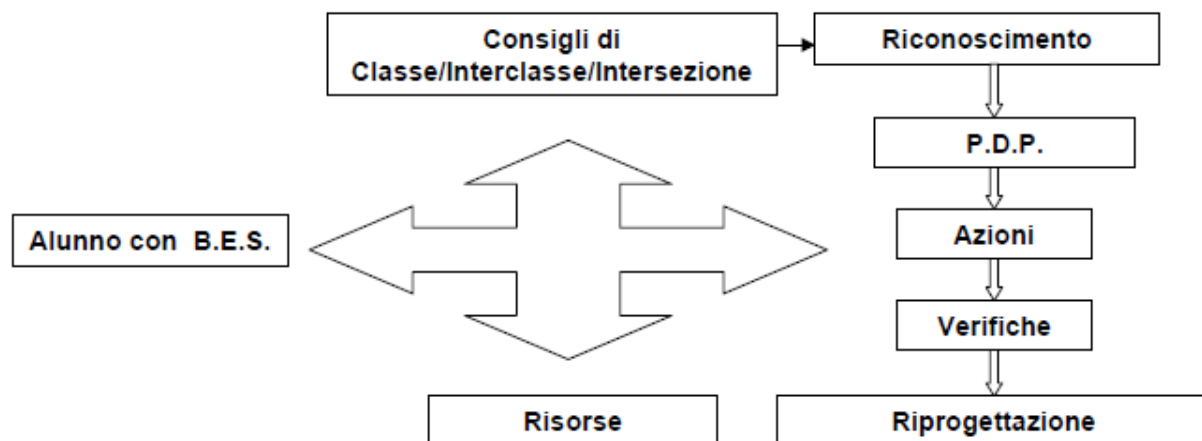 Consigli di
Classe/Interclasse/Intersezione
Riconoscimento
P.D.P.
Alunno con B.E.S.
Azioni
Verifiche
Risorse
Riprogettazione